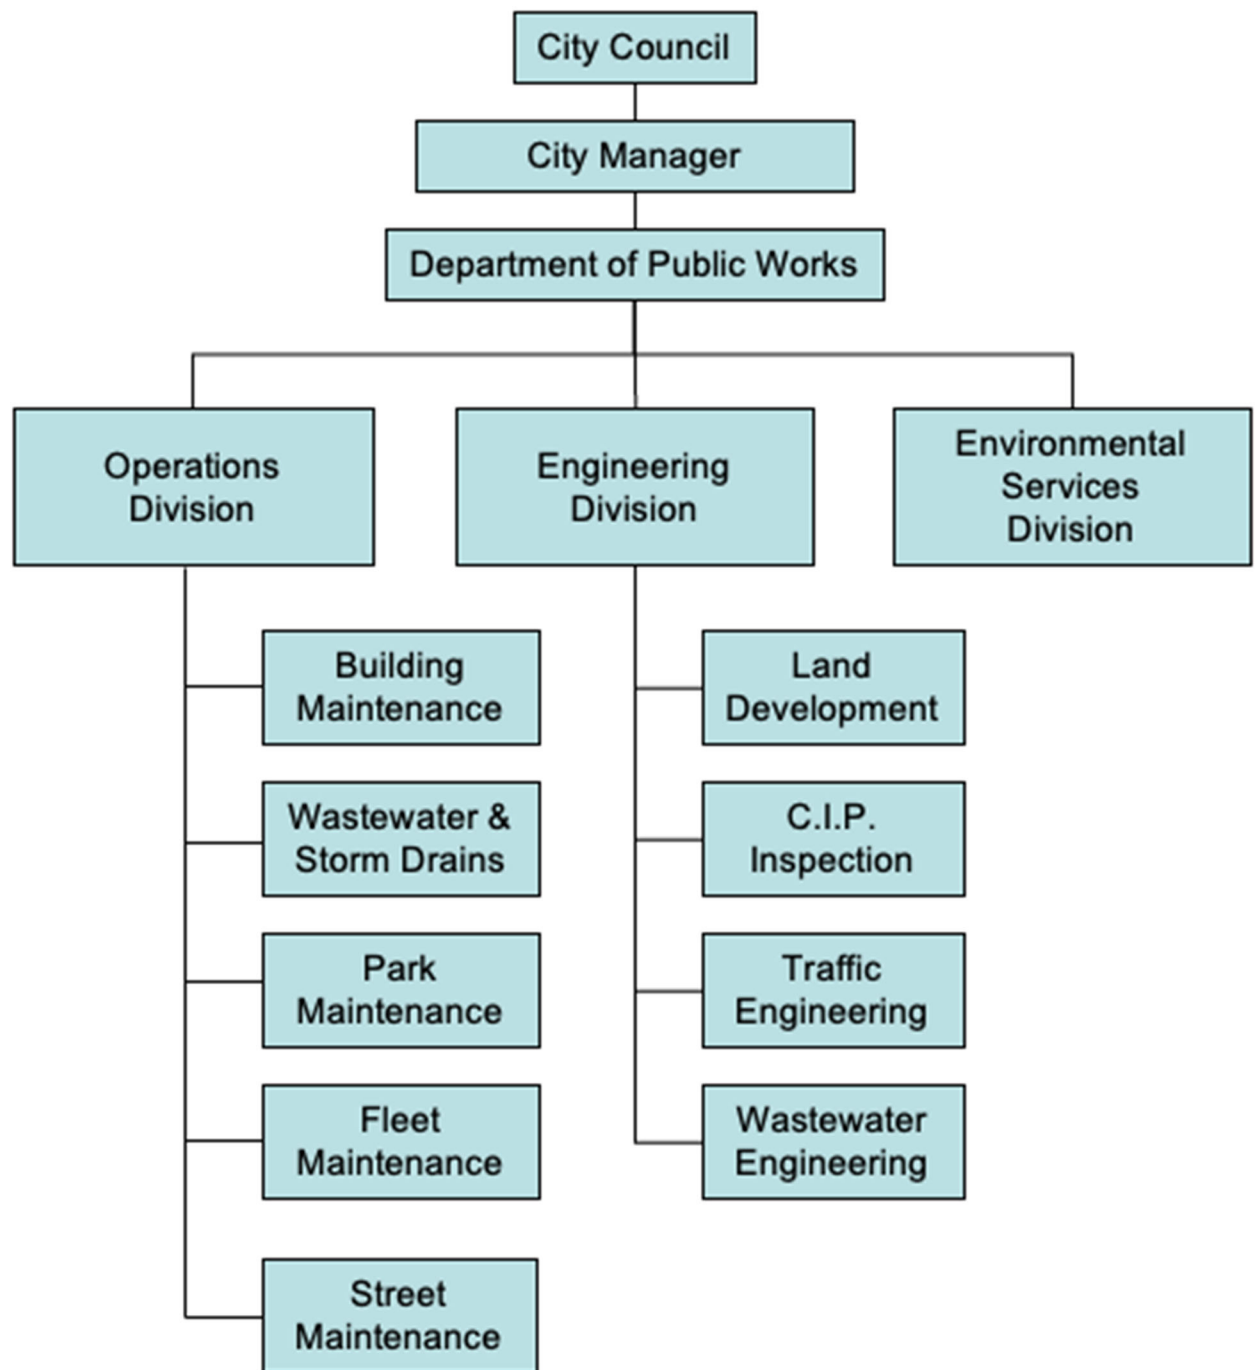 City Council
City Manager
Department of Public Works
Operations
Division
Engineering
Division
Environmental
Services
Division
Building
Maintenance
Wastewater &
Storm Drains
Park
Maintenance
Fleet
Maintenance
Street
Maintenance
Land
Development
C.I.P.
Inspection
Traffic
Engineering
Wastewater
Engineering